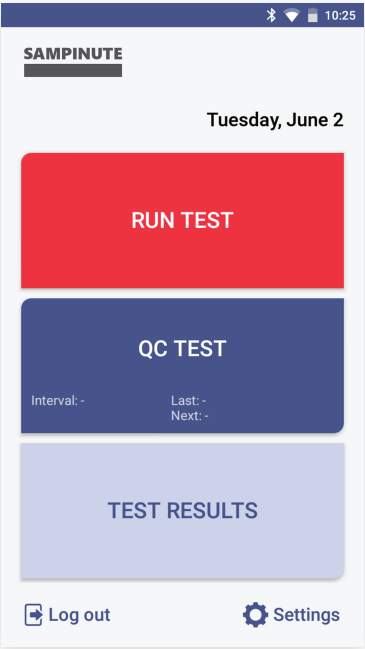 10:25
SAMPINUTE
Tuesday, June 2
RUN TEST
QC TEST
Interval: -
Last: -
Next: -
TEST RESULTS
Log out
Settings